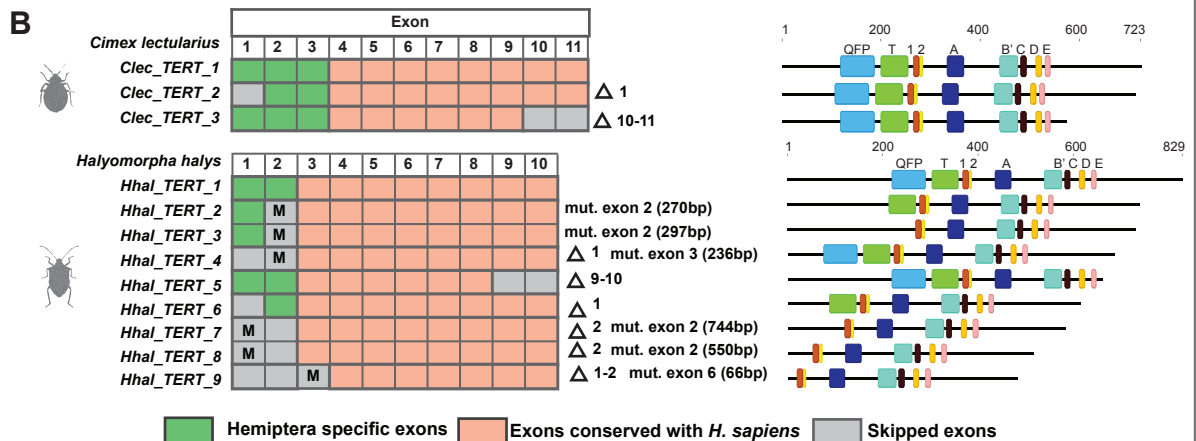 B
Exon
Cimex lectularius 1 2 3 4 5 6 7 8 9 10 11
Clec_TERT_1
Clec_TERT_2 △ 1
Clec_TERT_3 △ 10-11
1 200 400 600 723
QFP T 1 2 A B' C D E
Halyomorpha halys 1 2 3 4 5 6 7 8 9 10
Hhal_TERT_1
Hhal_TERT_2 M mut. exon 2 (270bp)
Hhal_TERT_3 M mut. exon 2 (297bp)
Hhal_TERT_4 M △ 1 mut. exon 3 (236bp)
Hhal_TERT_5 △ 9-10
Hhal_TERT_6 △ 1
Hhal_TERT_7 M △ 2 mut. exon 2 (744bp)
Hhal_TERT_8 M △ 2 mut. exon 2 (550bp)
Hhal_TERT_9 M △ 1-2 mut. exon 6 (66bp)
1 200 400 600 829
QFP T 1 2 A B' C D E
Hemiptera specific exons Exons conserved with H. sapiens Skipped exons